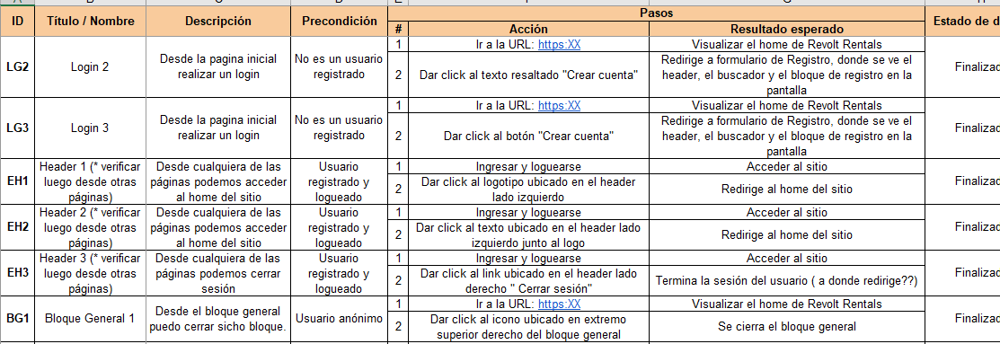 ID Título / Nombre Descripción Precondición Pasos Estado de d
# Acción Resultado esperado
LG2 Login 2 Desde la pagina inicial realizar un login No es un usuario registrado
1 Ir a la URL: https:XX Visualizar el home de Revolt Rentals
2 Dar click al texto resaltado "Crear cuenta" Redirige a formulario de Registro, donde se ve el header, el buscador y el bloque de registro en la pantalla
Finalizad
LG3 Login 3 Desde la pagina inicial realizar un login No es un usuario registrado
1 Ir a la URL: https:XX Visualizar el home de Revolt Rentals
2 Dar click al botón "Crear cuenta" Redirige a formulario de Registro, donde se ve el header, el buscador y el bloque de registro en la pantalla
Finalizad
EH1 Header 1 (* verificar luego desde otras páginas) Desde cualquiera de las páginas podemos acceder al home del sitio Usuario registrado y logueado
1 Ingresar y loguearse Acceder al sitio
2 Dar click al logotipo ubicado en el header lado izquierdo Redirige al home del sitio
Finalizad
EH2 Header 2 (* verificar luego desde otras páginas) Desde cualquiera de las páginas podemos acceder al home del sitio Usuario registrado y logueado
1 Ingresar y loguearse Acceder al sitio
2 Dar click al texto ubicado en el header lado izquierdo junto al logo Redirige al home del sitio
Finalizad
EH3 Header 3 (* verificar luego desde otras páginas) Desde cualquiera de las páginas podemos cerrar sesión Usuario registrado y logueado
1 Ingresar y loguearse Acceder al sitio
2 Dar click al link ubicado en el header lado derecho " Cerrar sesión" Termina la sesión del usuario ( a donde redirige??)
Finalizad
BG1 Bloque General 1 Desde el bloque general puedo cerrar sicho bloque. Usuario anónimo
1 Ir a la URL: https:XX Visualizar el home de Revolt Rentals
2 Dar click al icono ubicado en extremo superior derecho del bloque general Se cierra el bloque general
Finalizad